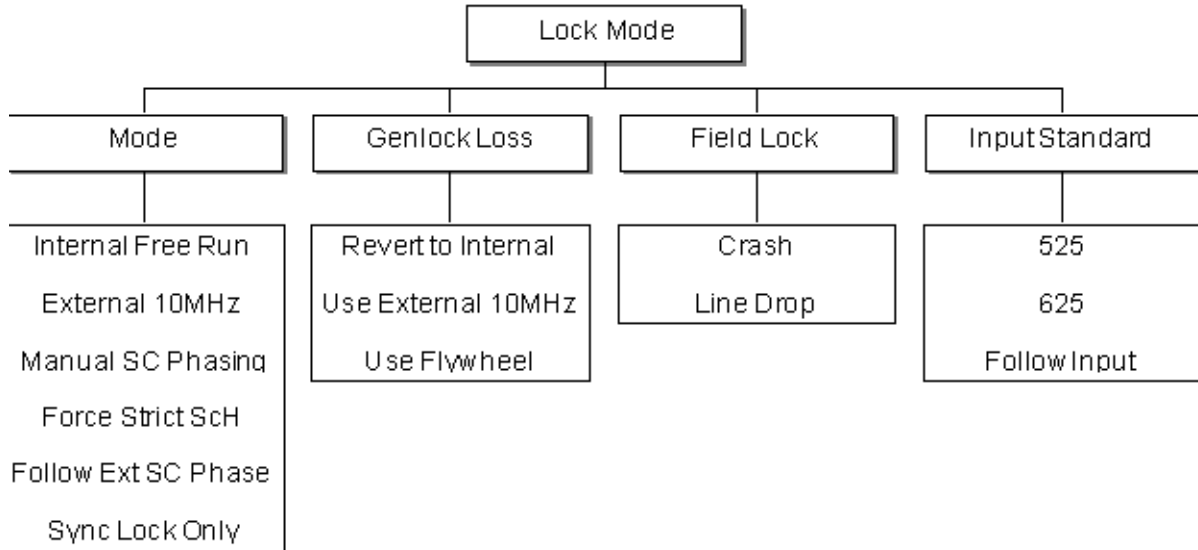 Lock Mode
Mode
Genlock Loss
Field Lock
Input Standard
Internal Free Run
External 10MHz
Manual SC Phasing
Force Strict ScH
Follow Ext SC Phase
Sync Lock Only
Revert to Internal
Use External 10MHz
Use Flywheel
Crash
Line Drop
525
625
Follow Input